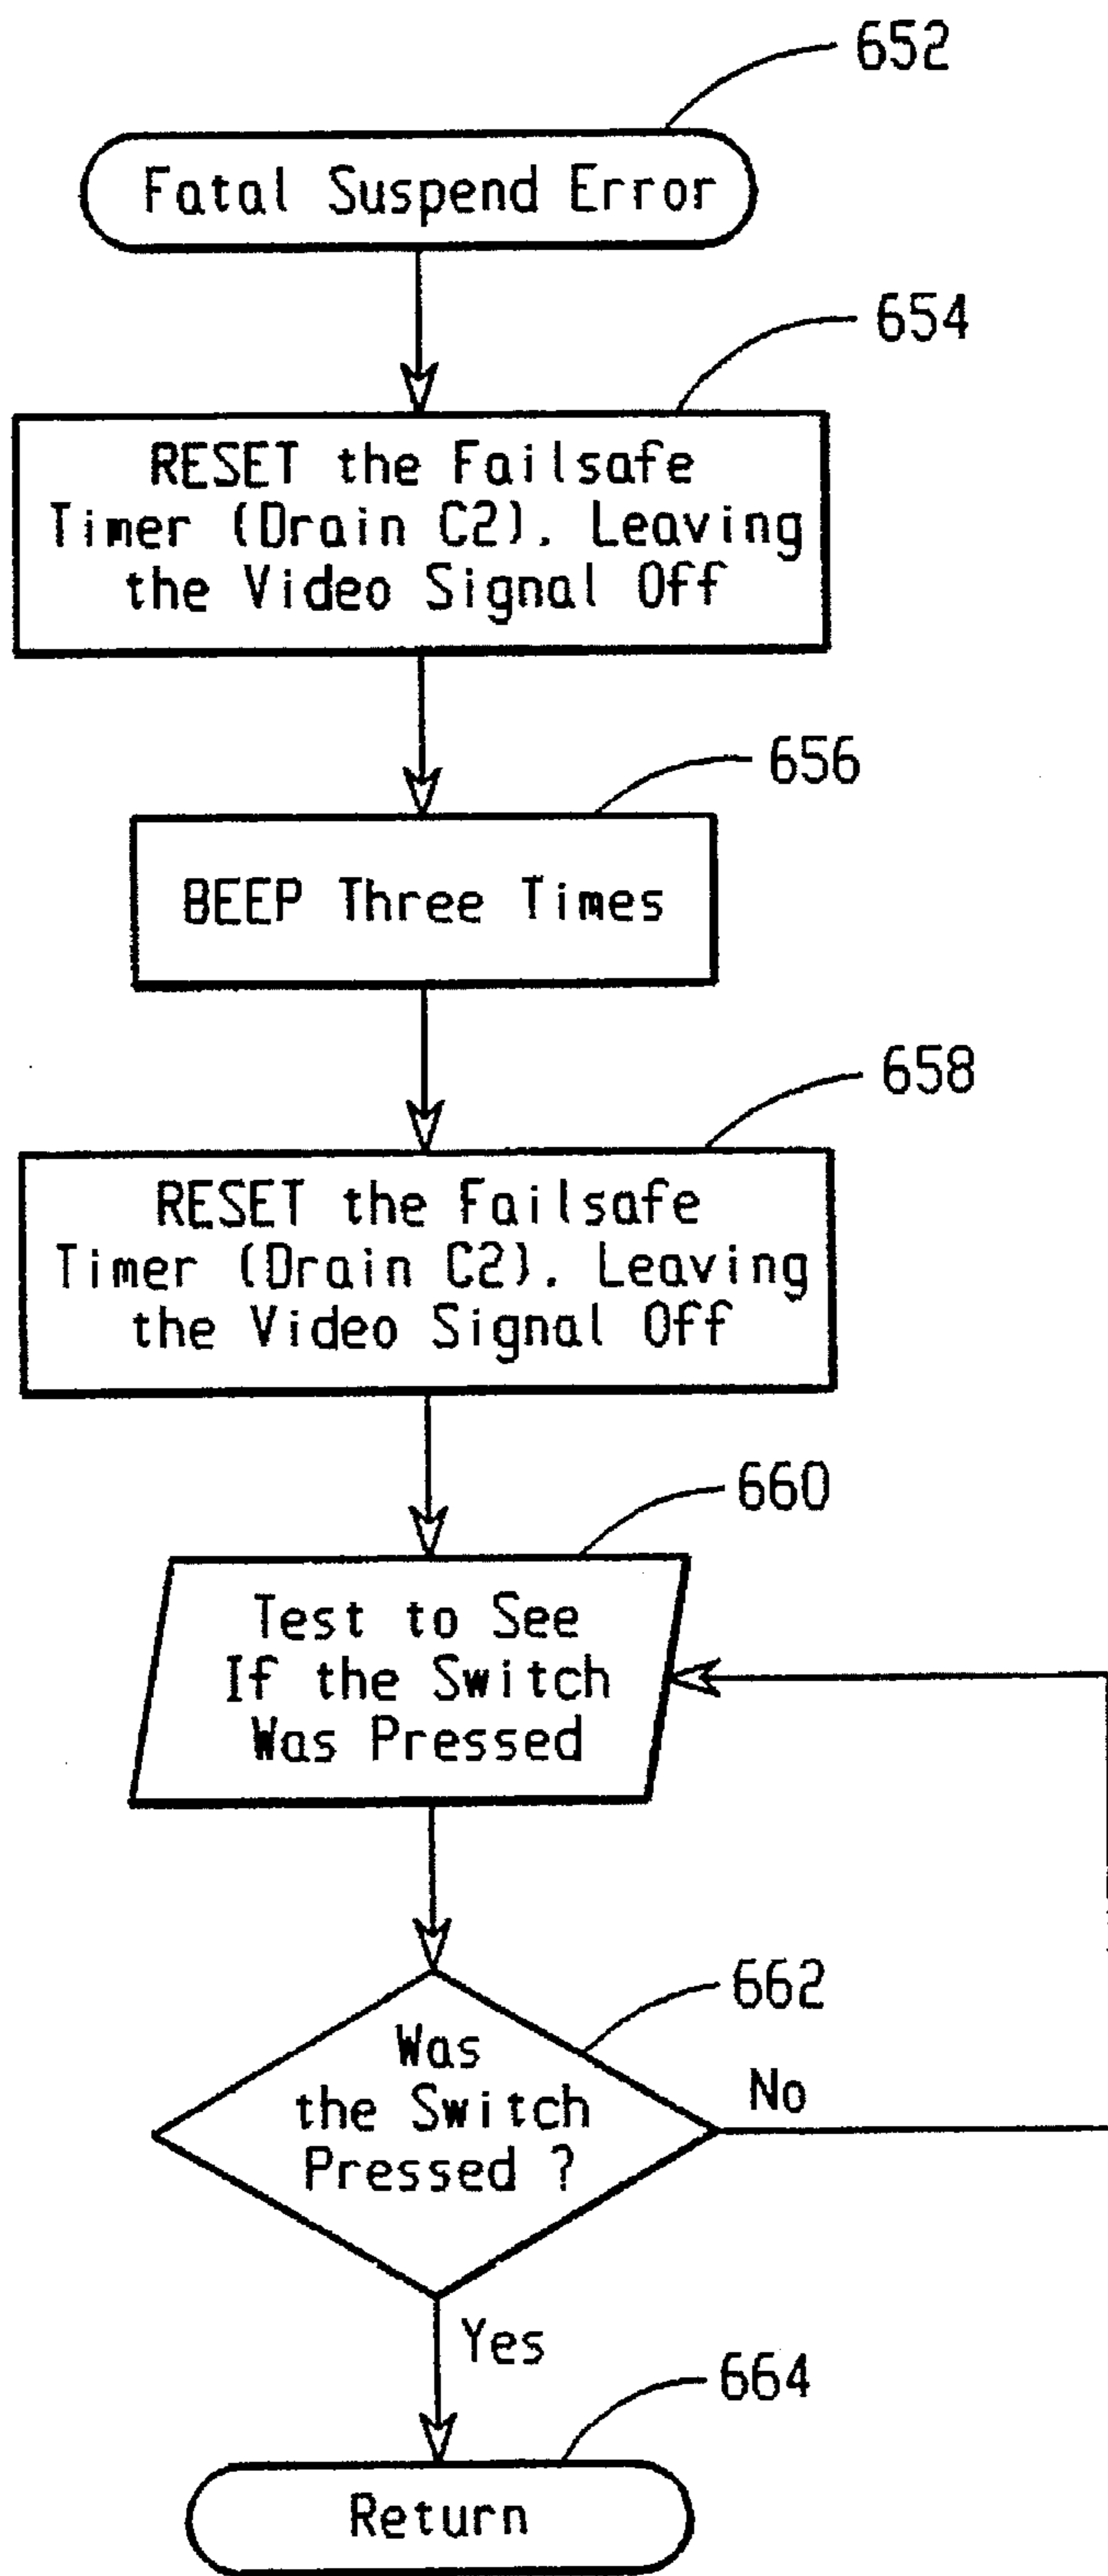 652
Fatal Suspend Error
654
RESET the Failsafe
Timer (Drain C2). Leaving
the Video Signal Off
656
BEEP Three Times
658
RESET the Failsafe
Timer (Drain C2). Leaving
the Video Signal Off
660
Test to See
If the Switch
Was Pressed
662
Was
the Switch
Pressed ?
No
Yes
664
Return